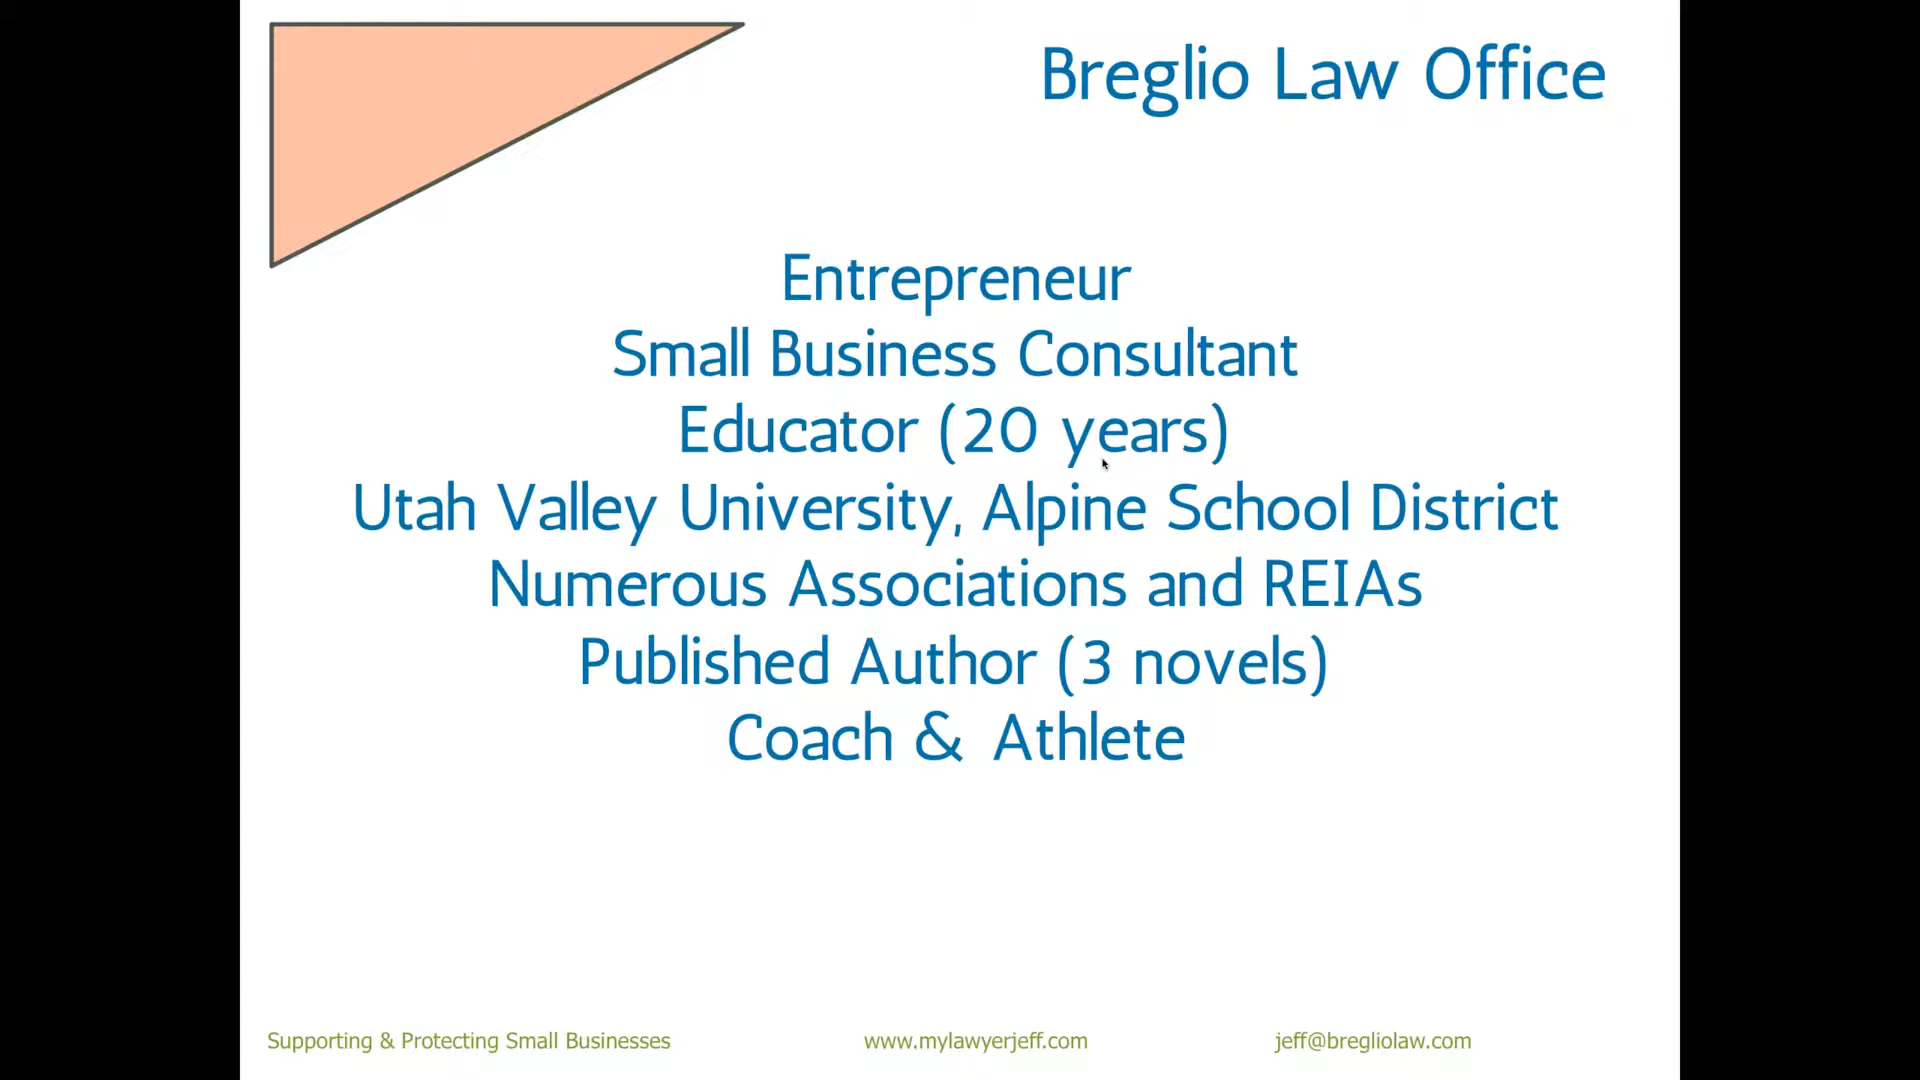 Breglio Law Office
Entrepreneur
Small Business Consultant
Educator (20 years)
Utah Valley University, Alpine School District
Numerous Associations and REIAs
Published Author (3 novels)
Coach & Athlete
Supporting & Protecting Small Businesses
www.mylawyerjeff.com
jeff@bregliolaw.com